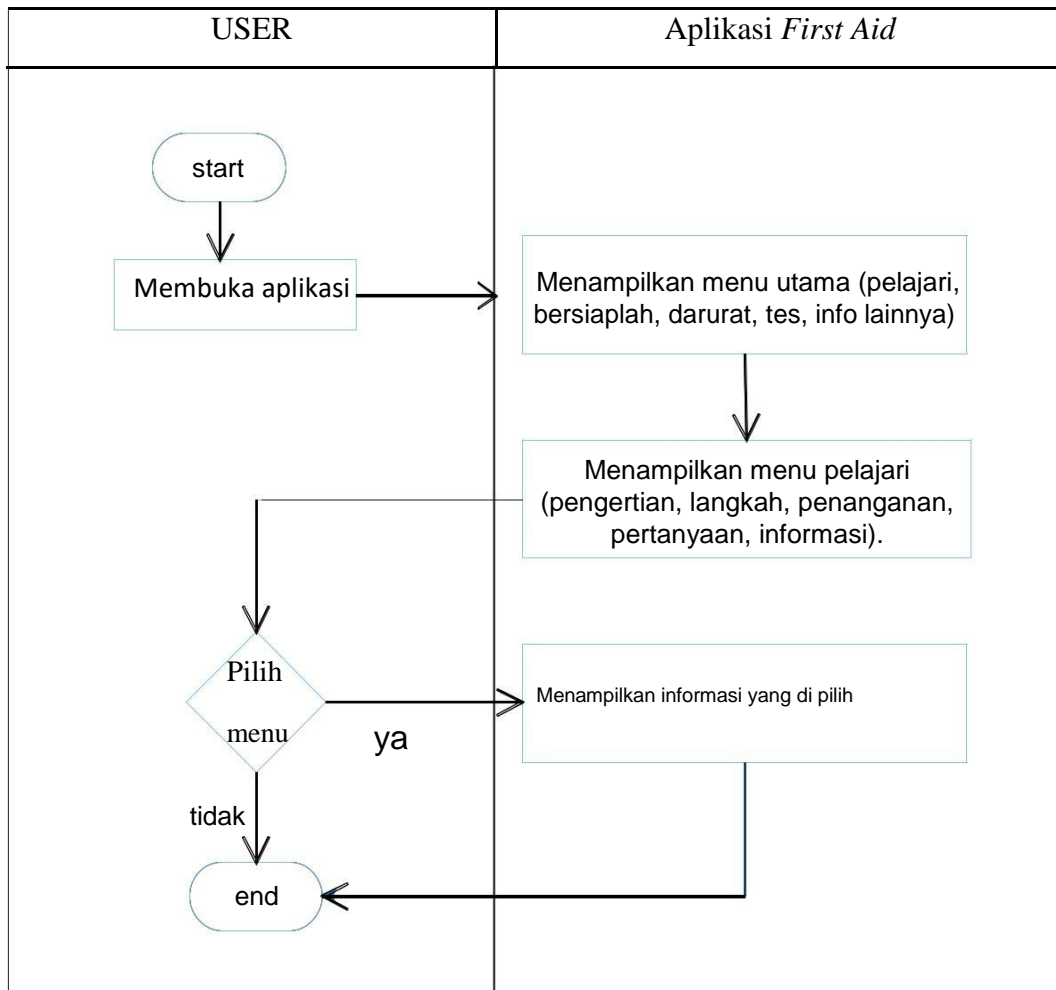 USER
Aplikasi First Aid
start
Membuka aplikasi
Menampilkan menu utama (pelajari,
bersiaplah, darurat, tes, info lainnya)
Menampilkan menu pelajari
(pengertian, langkah, penanganan,
pertanyaan, informasi).
Pilih
menu
ya
Menampilkan informasi yang di pilih
tidak
end